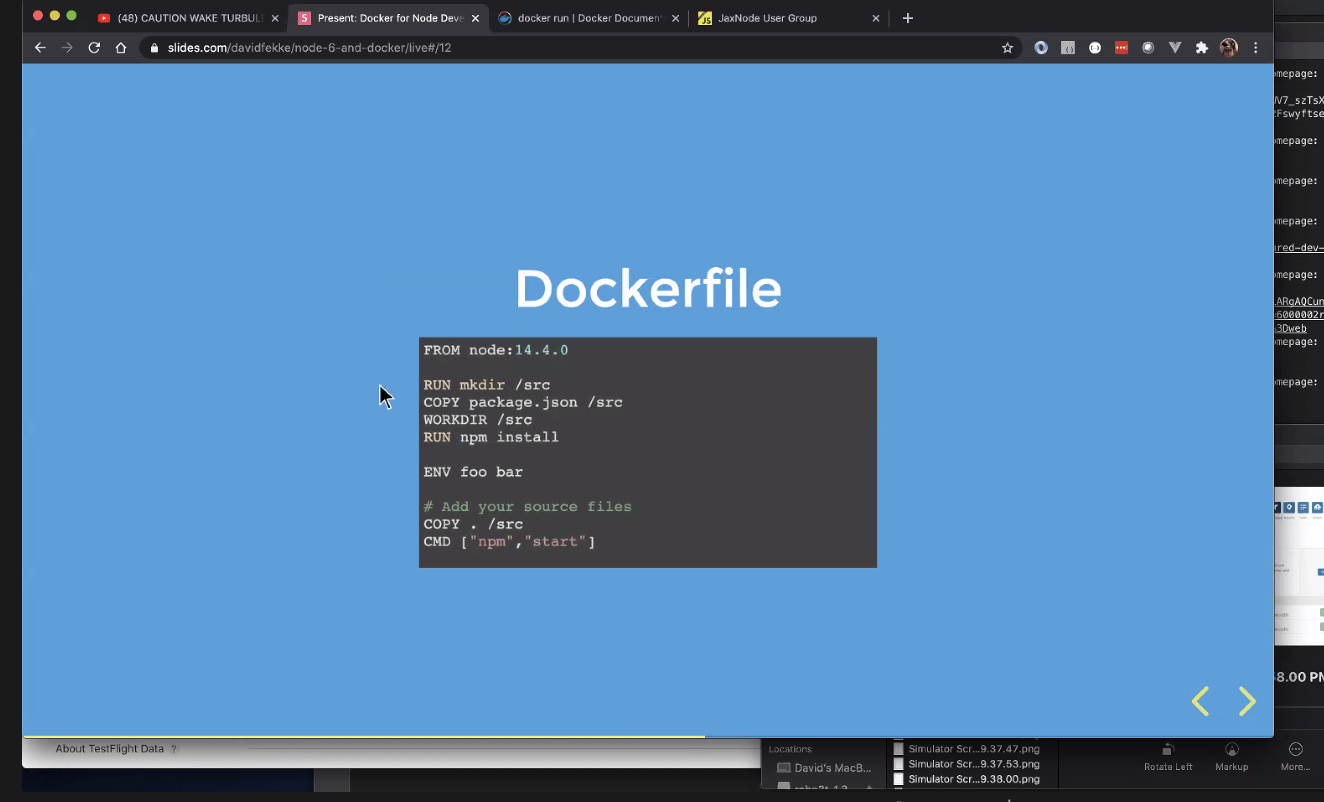 (48) CAUTION WAKE TURBUL
Present: Docker for Node Deve
docker run | Docker Document
JaxNode User Group
slides.com/davidfekke/node-6-and-docker/live#/12
Dockerfile
FROM node:14.4.0
RUN mkdir /src
COPY package.json /src
WORKDIR /src
RUN npm install
ENV foo bar
# Add your source files
COPY . /src
CMD ["npm","start"]
omepage:
2Fswyftse
omepage:
omepage:
omepage:
ured-dev-
omepage:
ARgAQCun
=6000002r
%3Dweb
omepage:
omepage:
8.00 PM
About TestFlight Data ?
Locations
David's MacB...
Simulator Scr...9.37.47.png
Simulator Scr...9.37.53.png
Simulator Scr...9.38.00.png
Rotate Left
Markup
More...